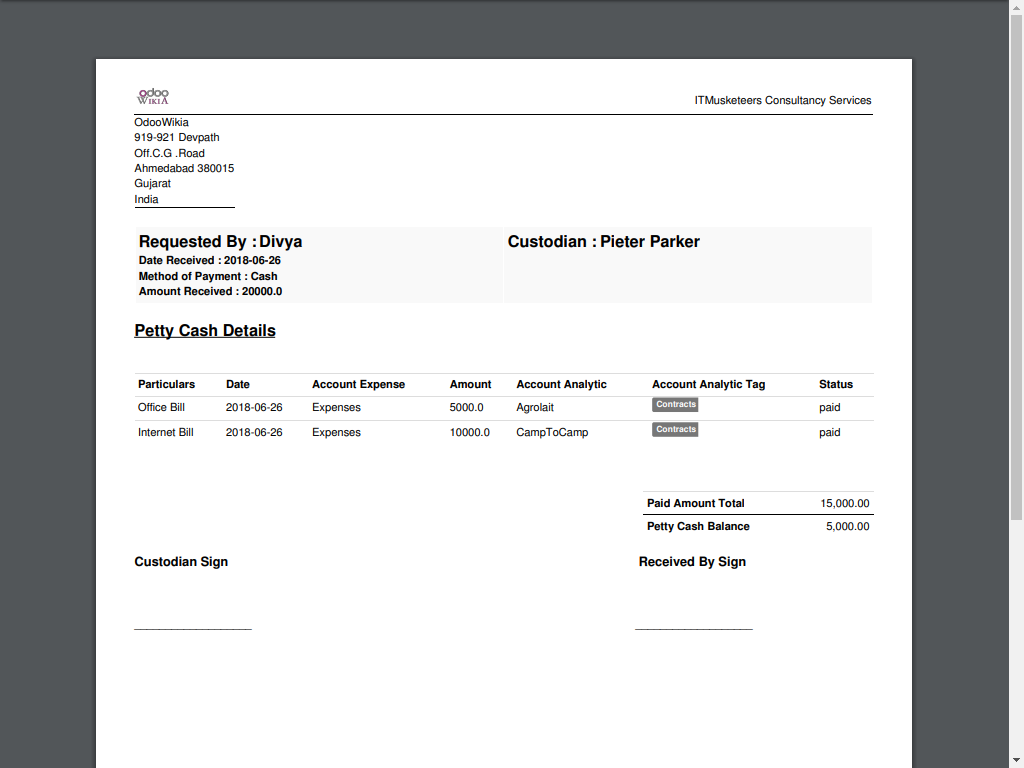 odoo
WIKIA
ITMusketeers Consultancy Services
OdooWikia
919-921 Devpath
Off.C.G .Road
Ahmedabad 380015
Gujarat
India
Requested By : Divya
Custodian : Pieter Parker
Date Received : 2018-06-26
Method of Payment : Cash
Amount Received : 20000.0
Petty Cash Details
Particulars Date Account Expense Amount Account Analytic Account Analytic Tag Status
Office Bill 2018-06-26 Expenses 5000.0 Agrolait Contracts paid
Internet Bill 2018-06-26 Expenses 10000.0 CampToCamp Contracts paid
Paid Amount Total 15,000.00
Petty Cash Balance 5,000.00
Custodian Sign Received By Sign